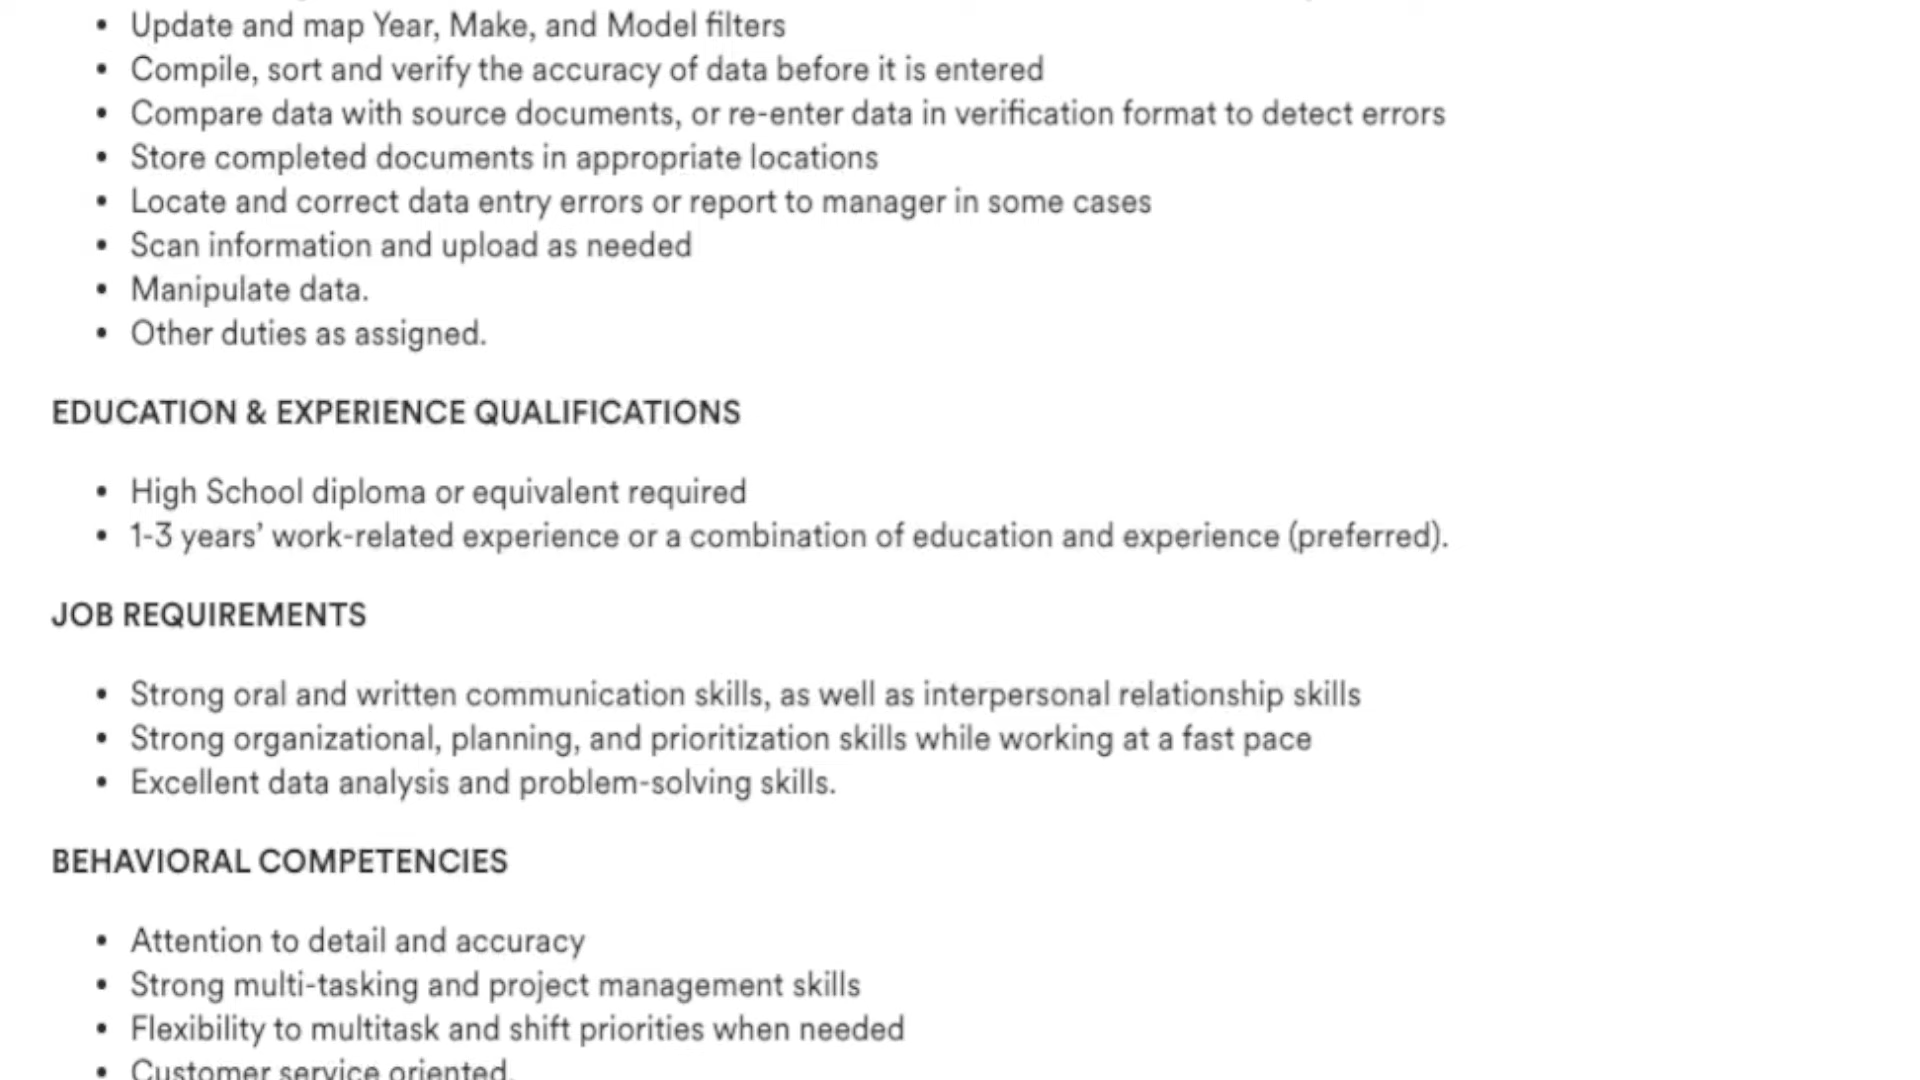 • Update and map Year, Make, and Model filters
• Compile, sort and verify the accuracy of data before it is entered
• Compare data with source documents, or re-enter data in verification format to detect errors
• Store completed documents in appropriate locations
• Locate and correct data entry errors or report to manager in some cases
• Scan information and upload as needed
• Manipulate data.
• Other duties as assigned.
EDUCATION & EXPERIENCE QUALIFICATIONS
• High School diploma or equivalent required
• 1-3 years’ work-related experience or a combination of education and experience (preferred).
JOB REQUIREMENTS
• Strong oral and written communication skills, as well as interpersonal relationship skills
• Strong organizational, planning, and prioritization skills while working at a fast pace
• Excellent data analysis and problem-solving skills.
BEHAVIORAL COMPETENCIES
• Attention to detail and accuracy
• Strong multi-tasking and project management skills
• Flexibility to multitask and shift priorities when needed
• Customer service oriented.